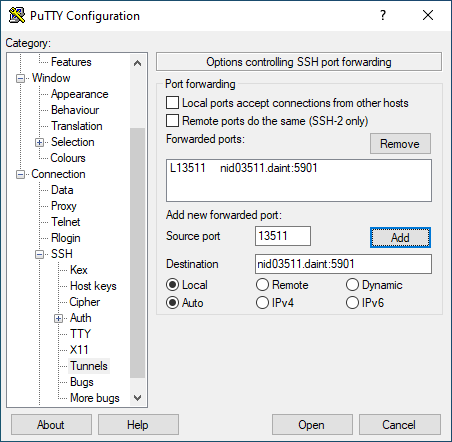 PuTTY Configuration
?
Category:
Features
Window
Appearance
Behaviour
Translation
Selection
Colours
Connection
Data
Proxy
Telnet
Rlogin
SSH
Kex
Host keys
Cipher
Auth
TTY
X11
Tunnels
Bugs
More bugs
Options controlling SSH port forwarding
Port forwarding
Local ports accept connections from other hosts
Remote ports do the same (SSH-2 only)
Forwarded ports:
Remove
L13511 nid03511.daint:5901
Add new forwarded port:
Source port 13511 Add
Destination nid03511.daint:5901
Local Remote Dynamic
Auto IPv4 IPv6
About Help Open Cancel